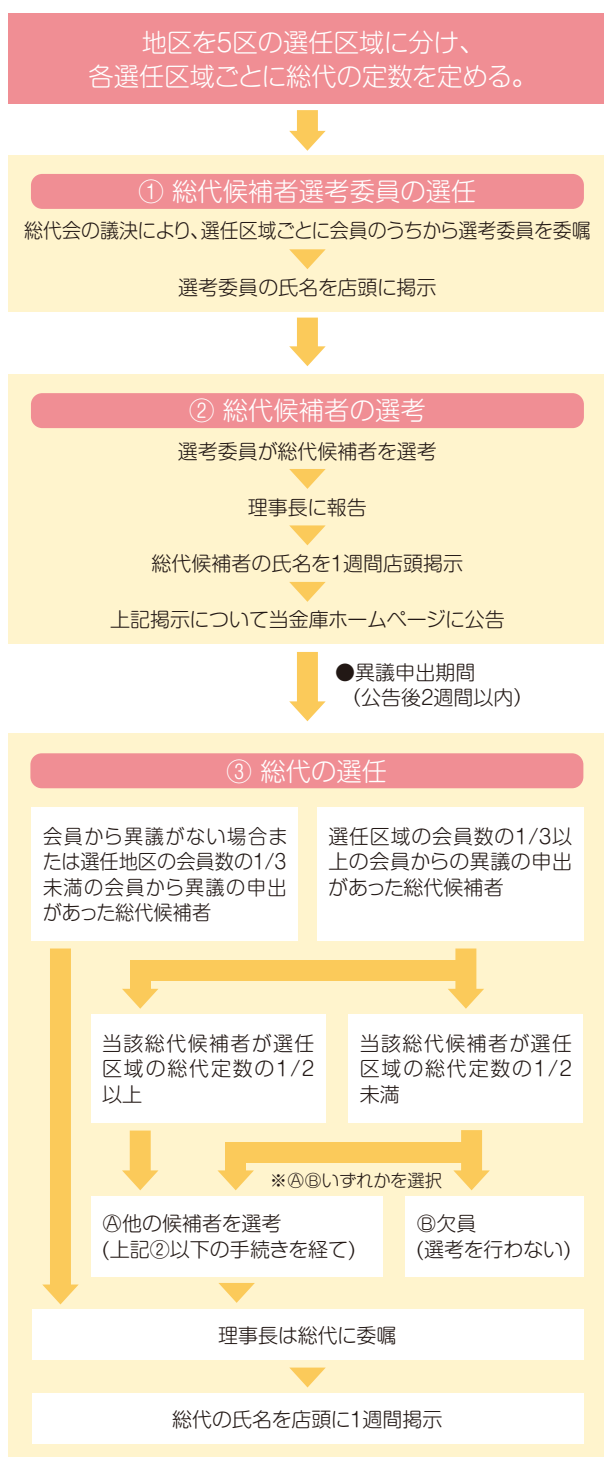 地区を5区の選任区域に分け、
各選任区域ごとに総代の定数を定める。
① 総代候補者選考委員の選任
総代会の議決により、選任区域ごとに会員のうちから選考委員を委嘱
選考委員の氏名を店頭に掲示
② 総代候補者の選考
選考委員が総代候補者を選考
理事長に報告
総代候補者の氏名を1週間店頭掲示
上記掲示について当金庫ホームページに公告
●異議申出期間
(公告後2週間以内)
③ 総代の選任
会員から異議がない場合ま
たは選任地区の会員数の1/3
未満の会員から異議の申出
があった総代候補者
選任区域の会員数の1/3以
上の会員からの異議の申出
があった総代候補者
当該総代候補者が選任
区域の総代定数の1/2
以上
当該総代候補者が選任
区域の総代定数の1/2
未満
※ⒶⒷいずれかを選択
Ⓐ他の候補者を選考
(上記②以下の手続きを経て)
Ⓑ欠員
(選考を行わない)
理事長は総代に委嘱
総代の氏名を店頭に1週間掲示